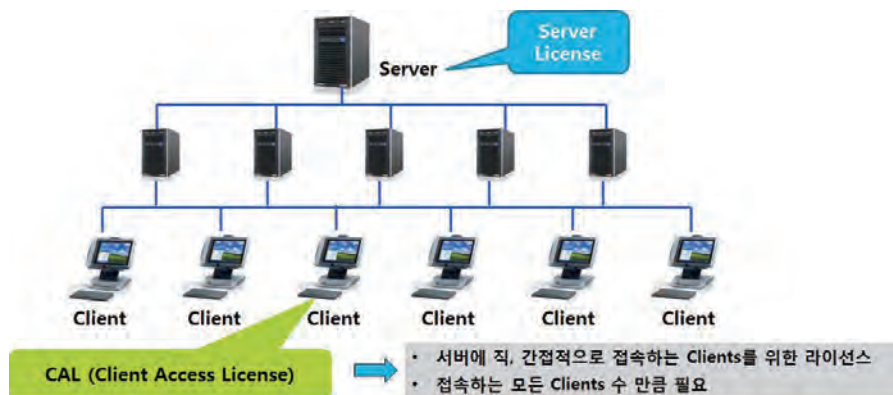 Server
License
Server
Client Client Client Client Client Client
CAL (Client Access License)
• 서버에 직, 간접적으로 접속하는 Clients를 위한 라이선스
• 접속하는 모든 Clients 수 만큼 필요